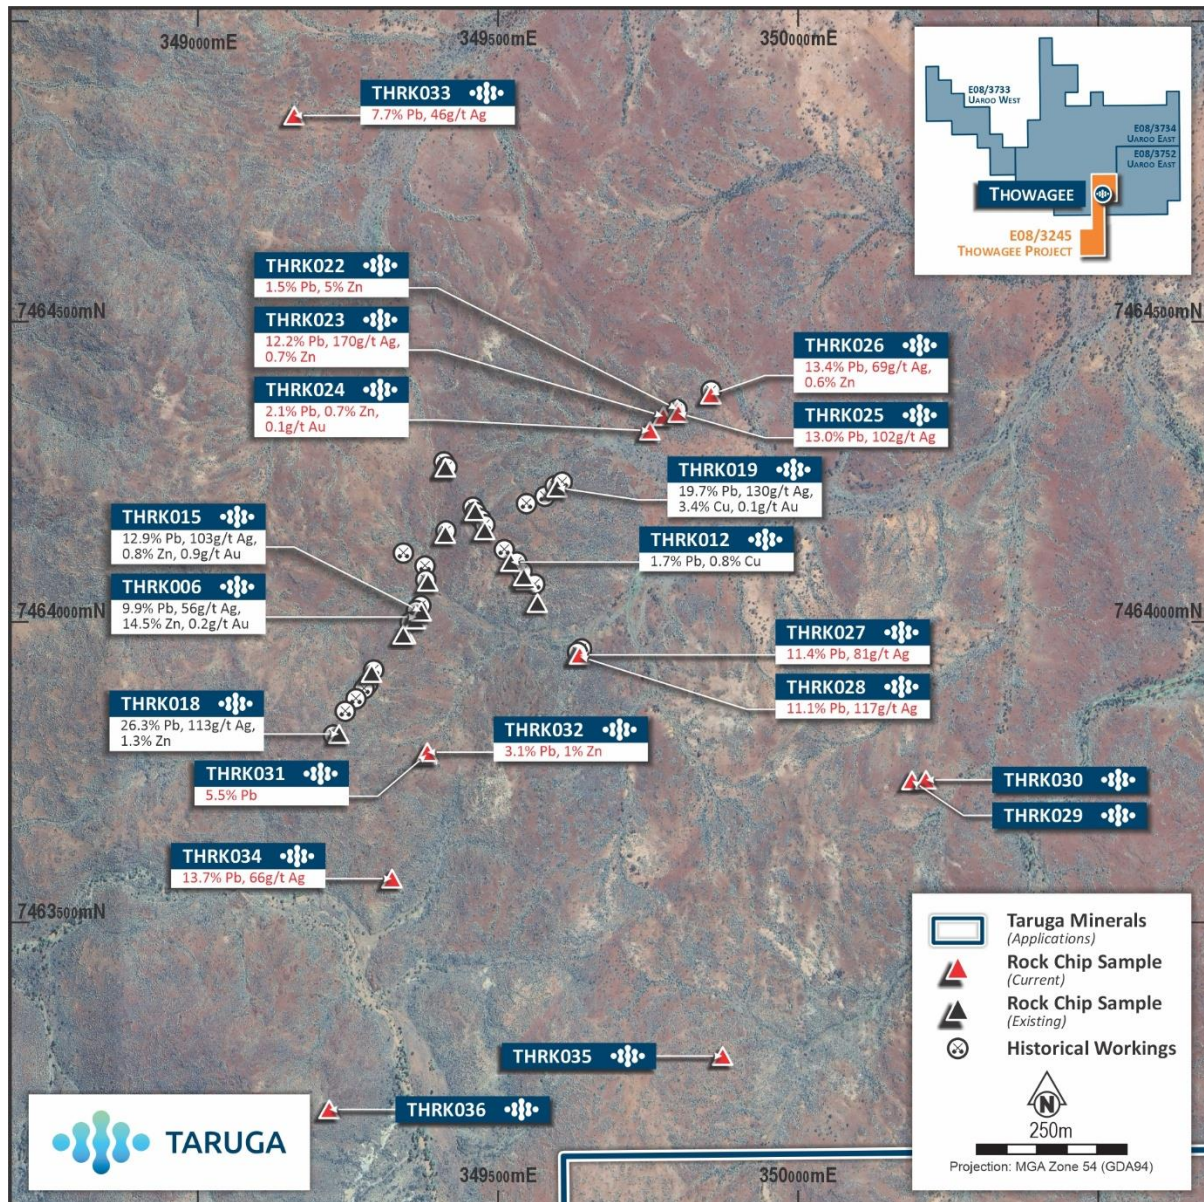 349000mE
349500mE
350000mE
THRK033
7.7% Pb, 46g/t Ag
E08/3733
UAROO WEST
E08/3734
UAROO EAST
E08/3752
UAROO EAST
THOWAGEE
E08/3245
THOWAGEE PROJECT
THRK022
1.5% Pb, 5% Zn
7464500mN
7464500mN
THRK023
12.2% Pb, 170g/t Ag,
0.7% Zn
THRK026
13.4% Pb, 69g/t Ag,
0.6% Zn
THRK024
2.1% Pb, 0.7% Zn,
0.1g/t Au
THRK025
13.0% Pb, 102g/t Ag
THRK019
19.7% Pb, 130g/t Ag,
3.4% Cu, 0.1g/t Au
THRK015
12.9% Pb, 103g/t Ag,
0.8% Zn, 0.9g/t Au
THRK012
1.7% Pb, 0.8% Cu
THRK006
9.9% Pb, 56g/t Ag,
14.5% Zn, 0.2g/t Au
7464000mN
7464000mN
THRK027
11.4% Pb, 81g/t Ag
THRK028
11.1% Pb, 117g/t Ag
THRK018
26.3% Pb, 113g/t Ag,
1.3% Zn
THRK032
3.1% Pb, 1% Zn
THRK031
5.5% Pb
THRK030
THRK029
THRK034
13.7% Pb, 66g/t Ag
7463500mN
Taruga Minerals
(Applications)
Rock Chip Sample
(Current)
Rock Chip Sample
(Existing)
Historical Workings
N
250m
Projection: MGA Zone 54 (GDA94)
THRK035
THRK036
TARUGA
349500mE
350000mE